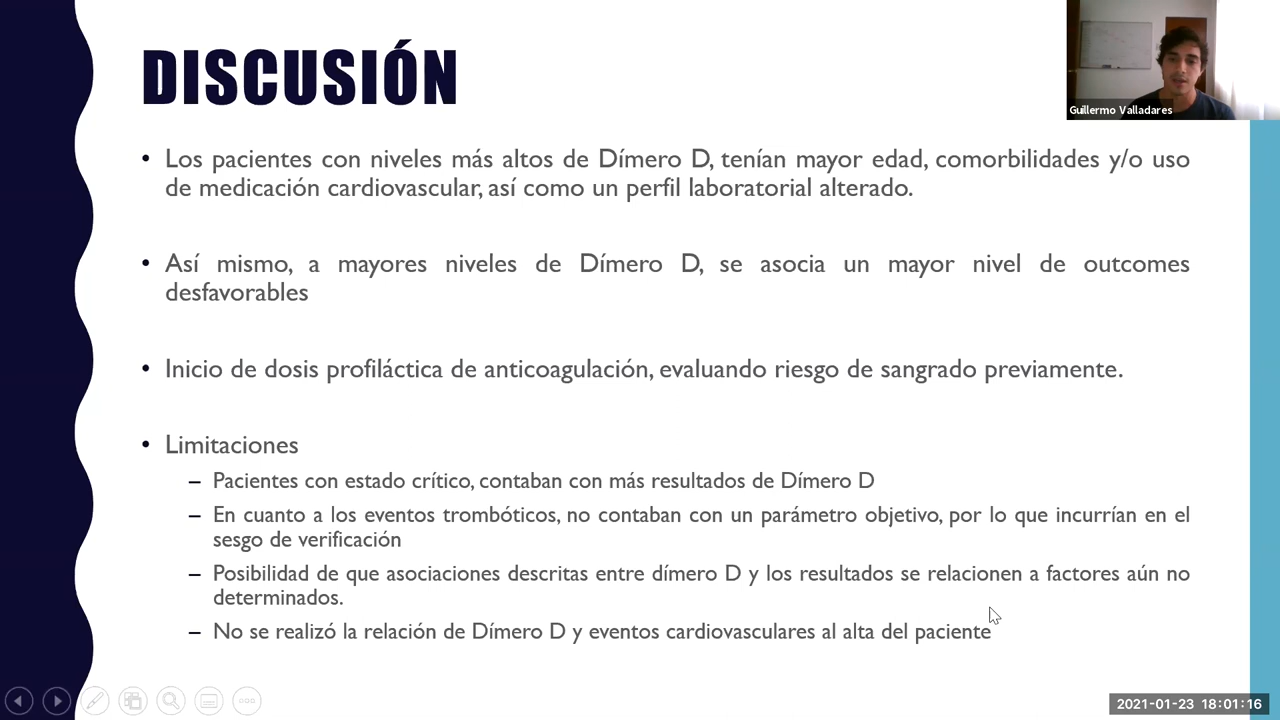 DISCUSIÓN
Guillermo Valladares
• Los pacientes con niveles más altos de Dímero D, tenían mayor edad, comorbilidades y/o uso
de medicación cardiovascular, así como un perfil laboratorial alterado.
• Así mismo, a mayores niveles de Dímero D, se asocia un mayor nivel de outcomes
desfavorables
• Inicio de dosis profiláctica de anticoagulación, evaluando riesgo de sangrado previamente.
• Limitaciones
– Pacientes con estado crítico, contaban con más resultados de Dímero D
– En cuanto a los eventos trombóticos, no contaban con un parámetro objetivo, por lo que incurrían en el
sesgo de verificación
– Posibilidad de que asociaciones descritas entre dímero D y los resultados se relacionen a factores aún no
determinados.
– No se realizó la relación de Dímero D y eventos cardiovasculares al alta del paciente
2021-01-23 18:01:16